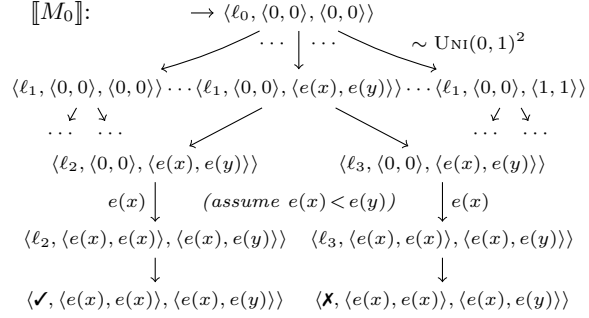 ⟦M₀⟧: → ⟨ℓ₀, ⟨0, 0⟩, ⟨0, 0⟩⟩
··· ··· ∼ UNI(0, 1)²
⟨ℓ₁, ⟨0, 0⟩, ⟨0, 0⟩⟩ ··· ⟨ℓ₁, ⟨0, 0⟩, ⟨e(x), e(y)⟩⟩ ··· ⟨ℓ₁, ⟨0, 0⟩, ⟨1, 1⟩⟩
··· ··· ··· ···
⟨ℓ₂, ⟨0, 0⟩, ⟨e(x), e(y)⟩⟩ ⟨ℓ₃, ⟨0, 0⟩, ⟨e(x), e(y)⟩⟩
e(x) (assume e(x) < e(y)) e(x)
⟨ℓ₂, ⟨e(x), e(x)⟩, ⟨e(x), e(y)⟩⟩ ⟨ℓ₃, ⟨e(x), e(x)⟩, ⟨e(x), e(y)⟩⟩
⟨✓, ⟨e(x), e(x)⟩, ⟨e(x), e(y)⟩⟩ ⟨✗, ⟨e(x), e(x)⟩, ⟨e(x), e(y)⟩⟩